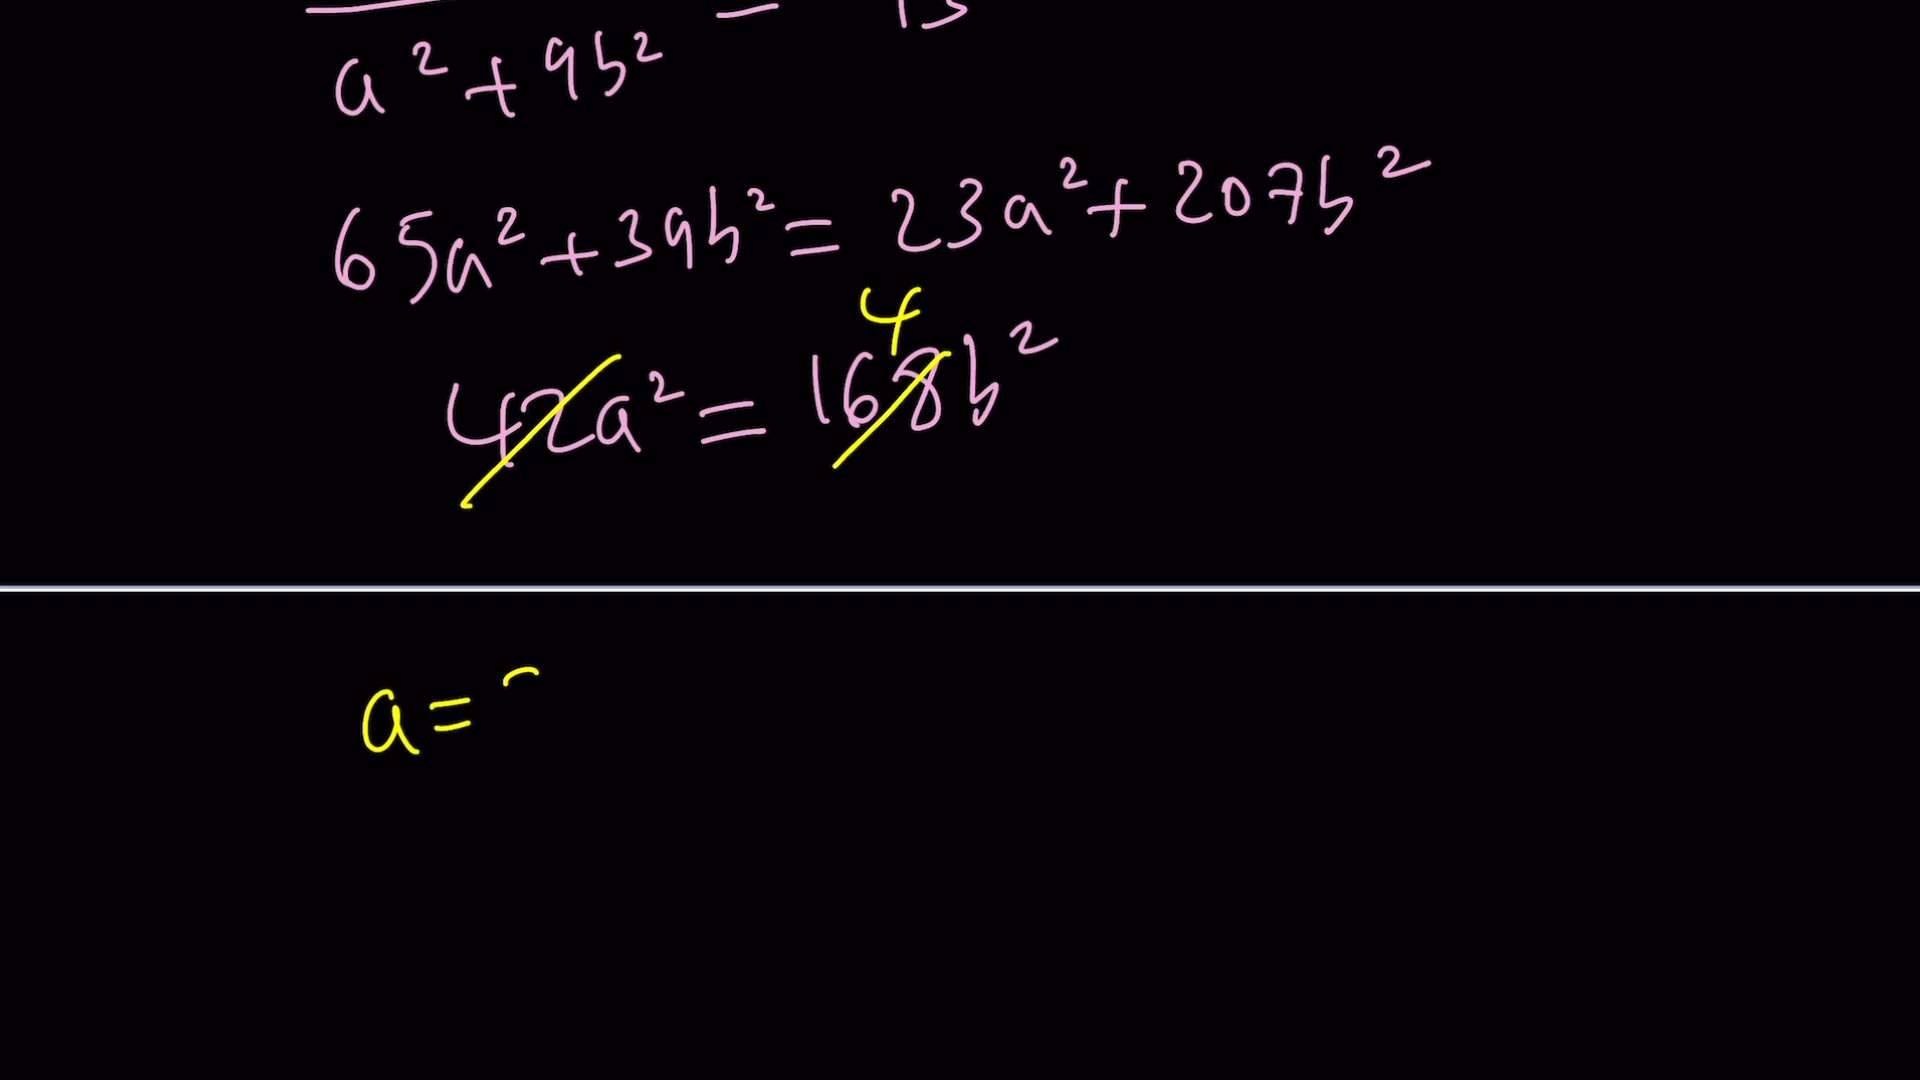 a² + 9b² =
65a² + 39b² = 23a² + 207b²
4
42a² = 168b²
a =